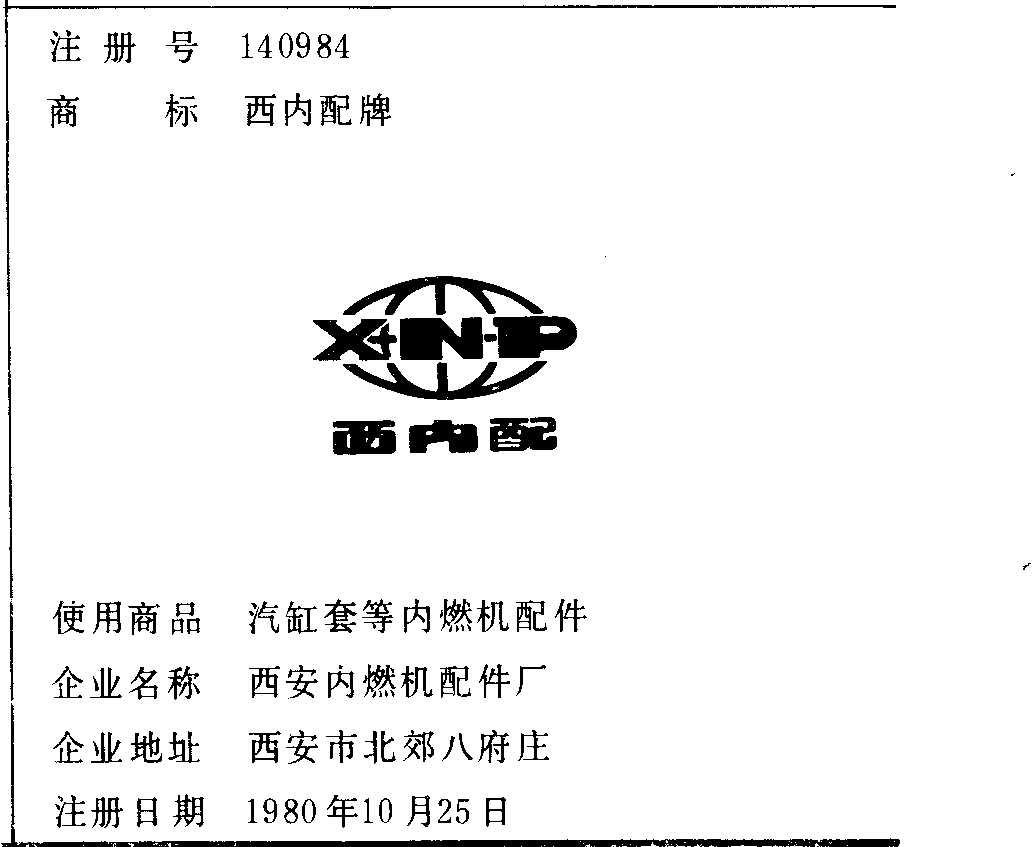 注册号 140984
商标 西内配牌
X·N·P
西内配
使用商品 汽缸套等内燃机配件
企业名称 西安内燃机配件厂
企业地址 西安市北郊八府庄
注册日期 1980年10月25日